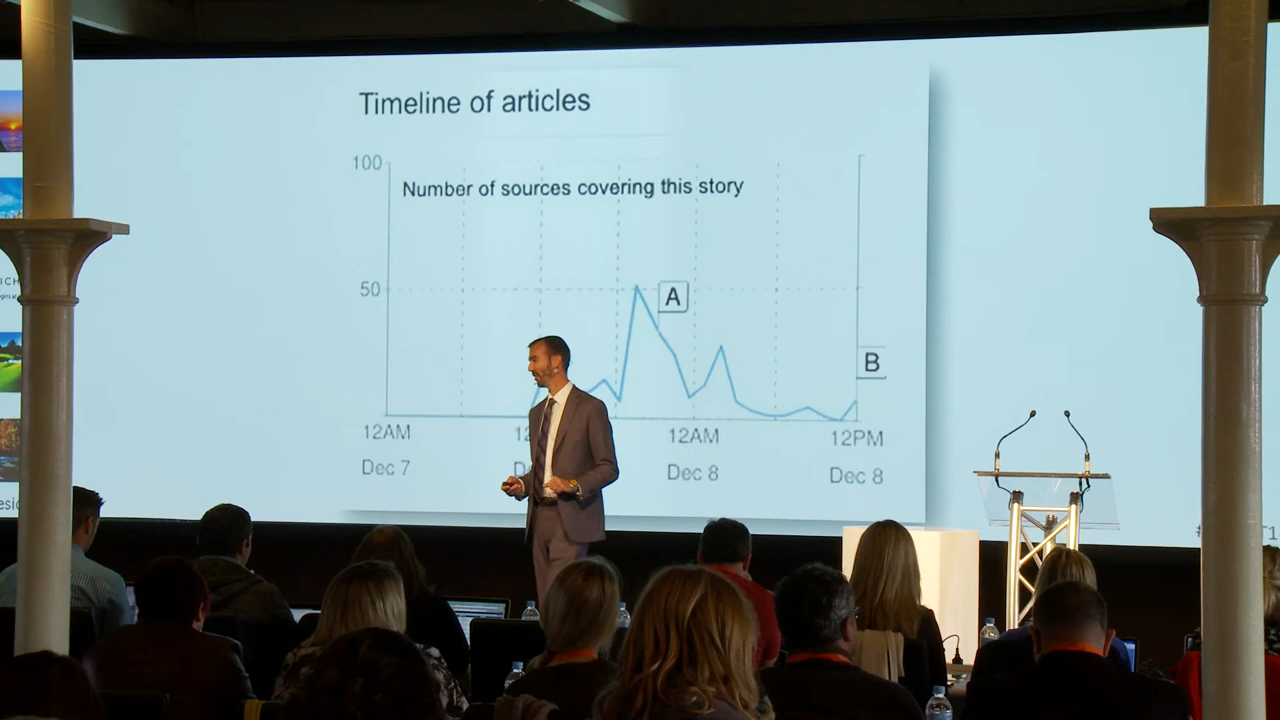 Timeline of articles
100
Number of sources covering this story
50
A
B
12AM
12AM
12PM
Dec 7
Dec 8
Dec 8